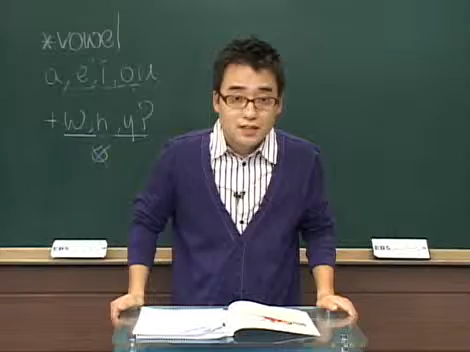 *vowel
a, e, i, o u
+ w, h, y?
EBS
EBS